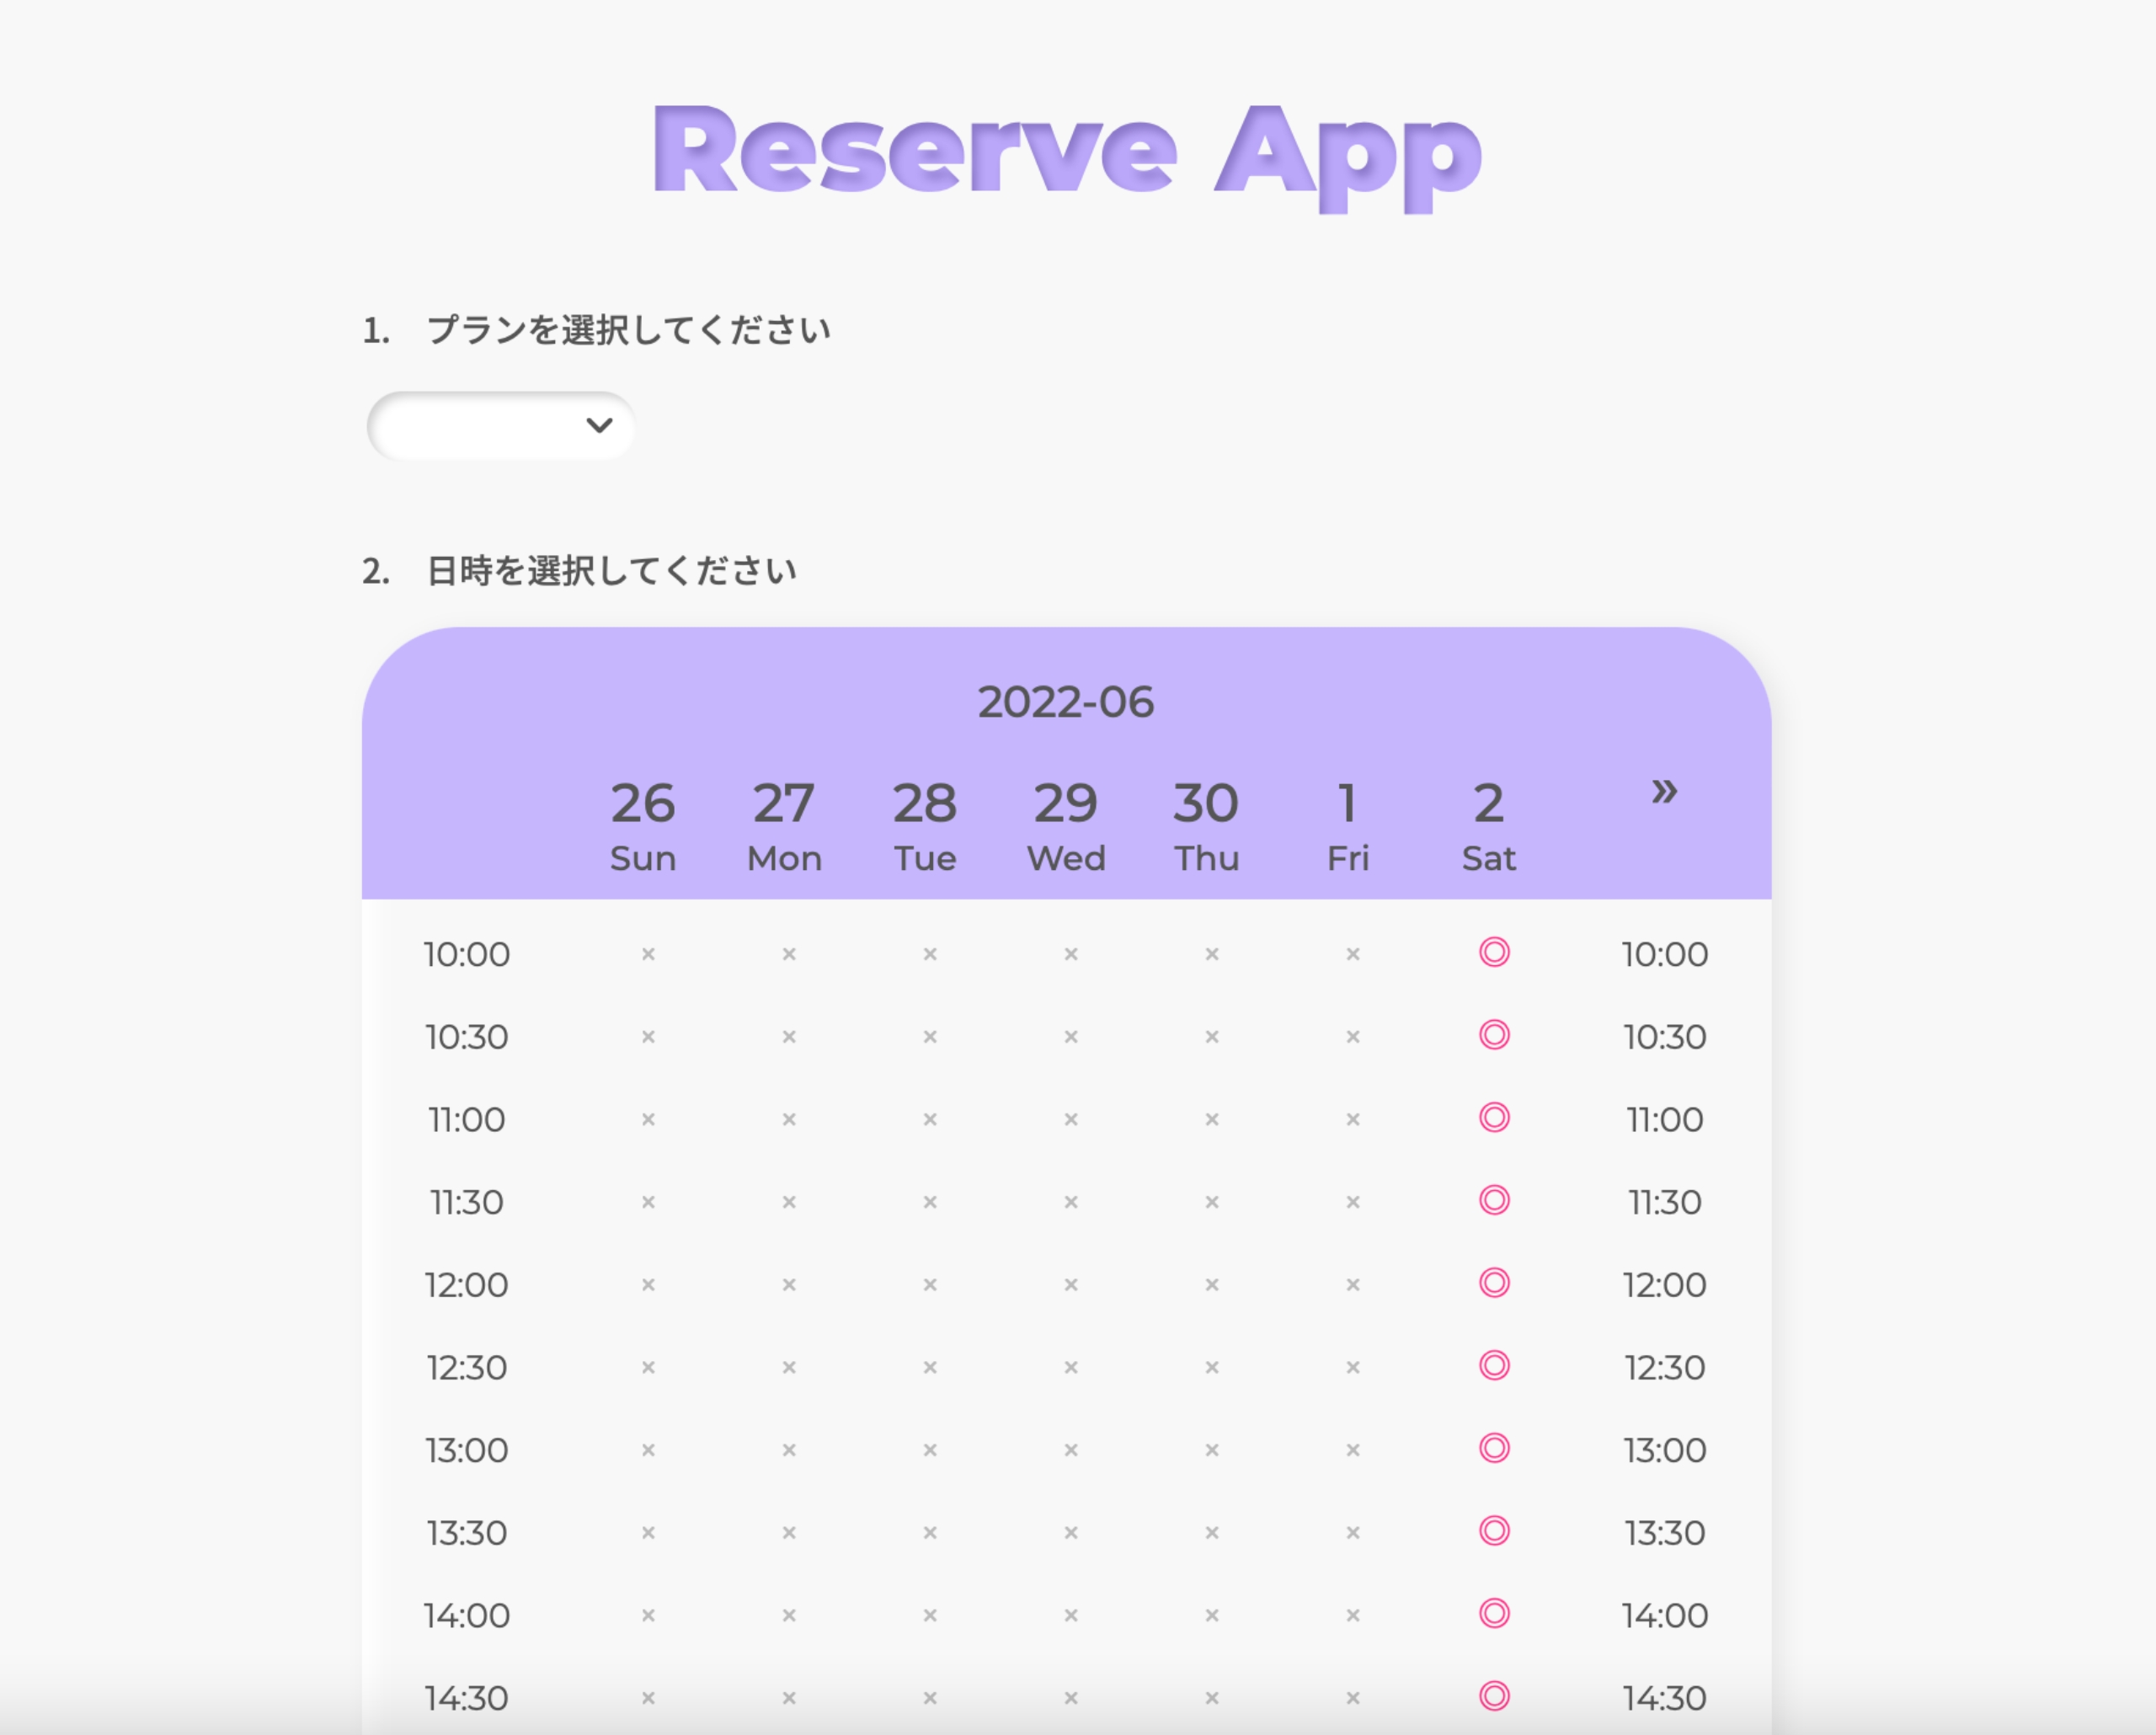 Reserve App
1. プランを選択してください
2. 日時を選択してください
2022-06
26 27 28 29 30 1 2 »
Sun Mon Tue Wed Thu Fri Sat
10:00 × × × × × × ◎ 10:00
10:30 × × × × × × ◎ 10:30
11:00 × × × × × × ◎ 11:00
11:30 × × × × × × ◎ 11:30
12:00 × × × × × × ◎ 12:00
12:30 × × × × × × ◎ 12:30
13:00 × × × × × × ◎ 13:00
13:30 × × × × × × ◎ 13:30
14:00 × × × × × × ◎ 14:00
14:30 × × × × × × ◎ 14:30